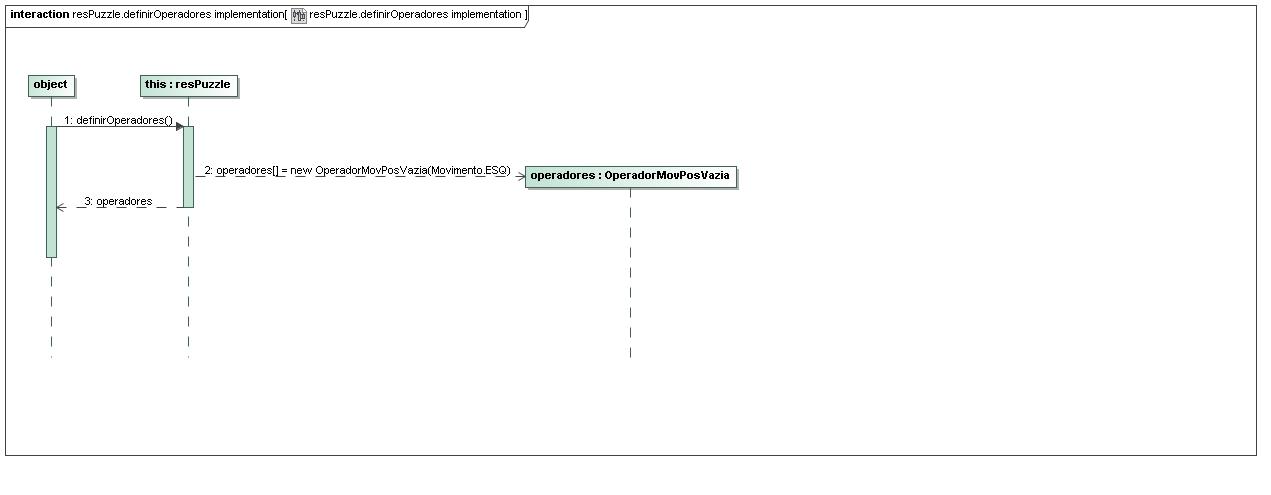 interaction resPuzzle.definirOperadores implementation[ resPuzzle.definirOperadores implementation ]
object
this : resPuzzle
1: definirOperadores()
2: operadores[] = new OperadorMovPosVazia(Movimento.ESQ)
operadores : OperadorMovPosVazia
3: operadores